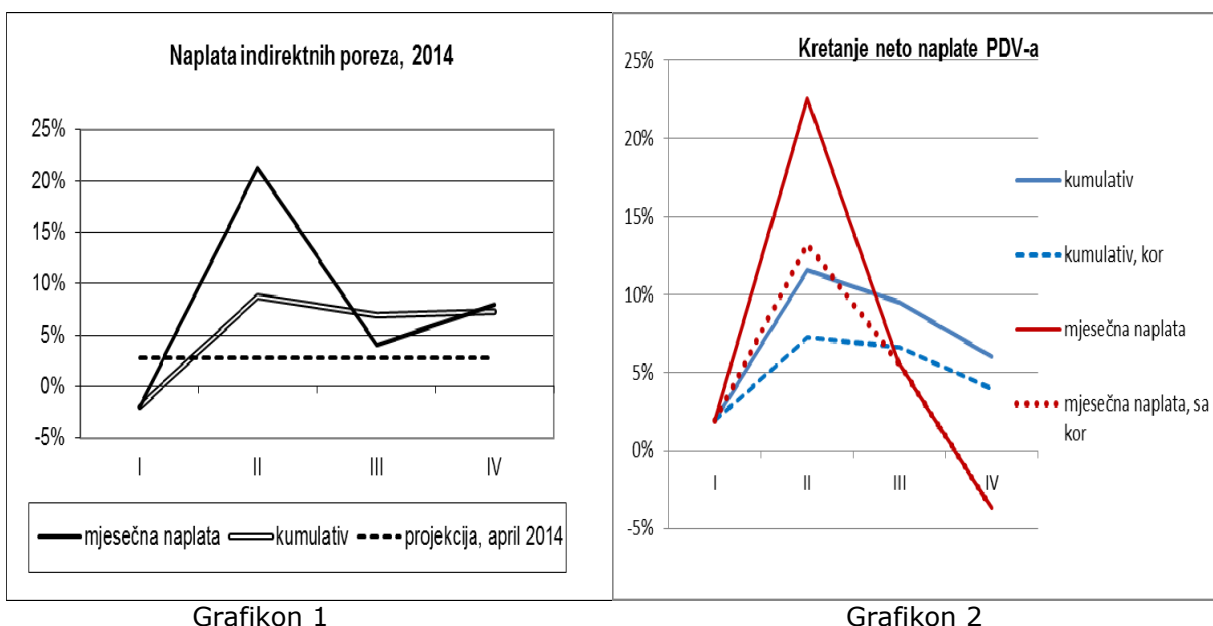 Naplata indirektnih poreza, 2014
25%
20%
15%
10%
5%
0%
-5%
I II III IV
mjesečna naplata kumulativ projekcija, april 2014
Grafikon 1
Kretanje neto naplate PDV-a
25%
20%
15%
10%
5%
0%
-5%
I II III IV
kumulativ
kumulativ, kor
mjesečna naplata
mjesečna naplata, sa
kor
Grafikon 2